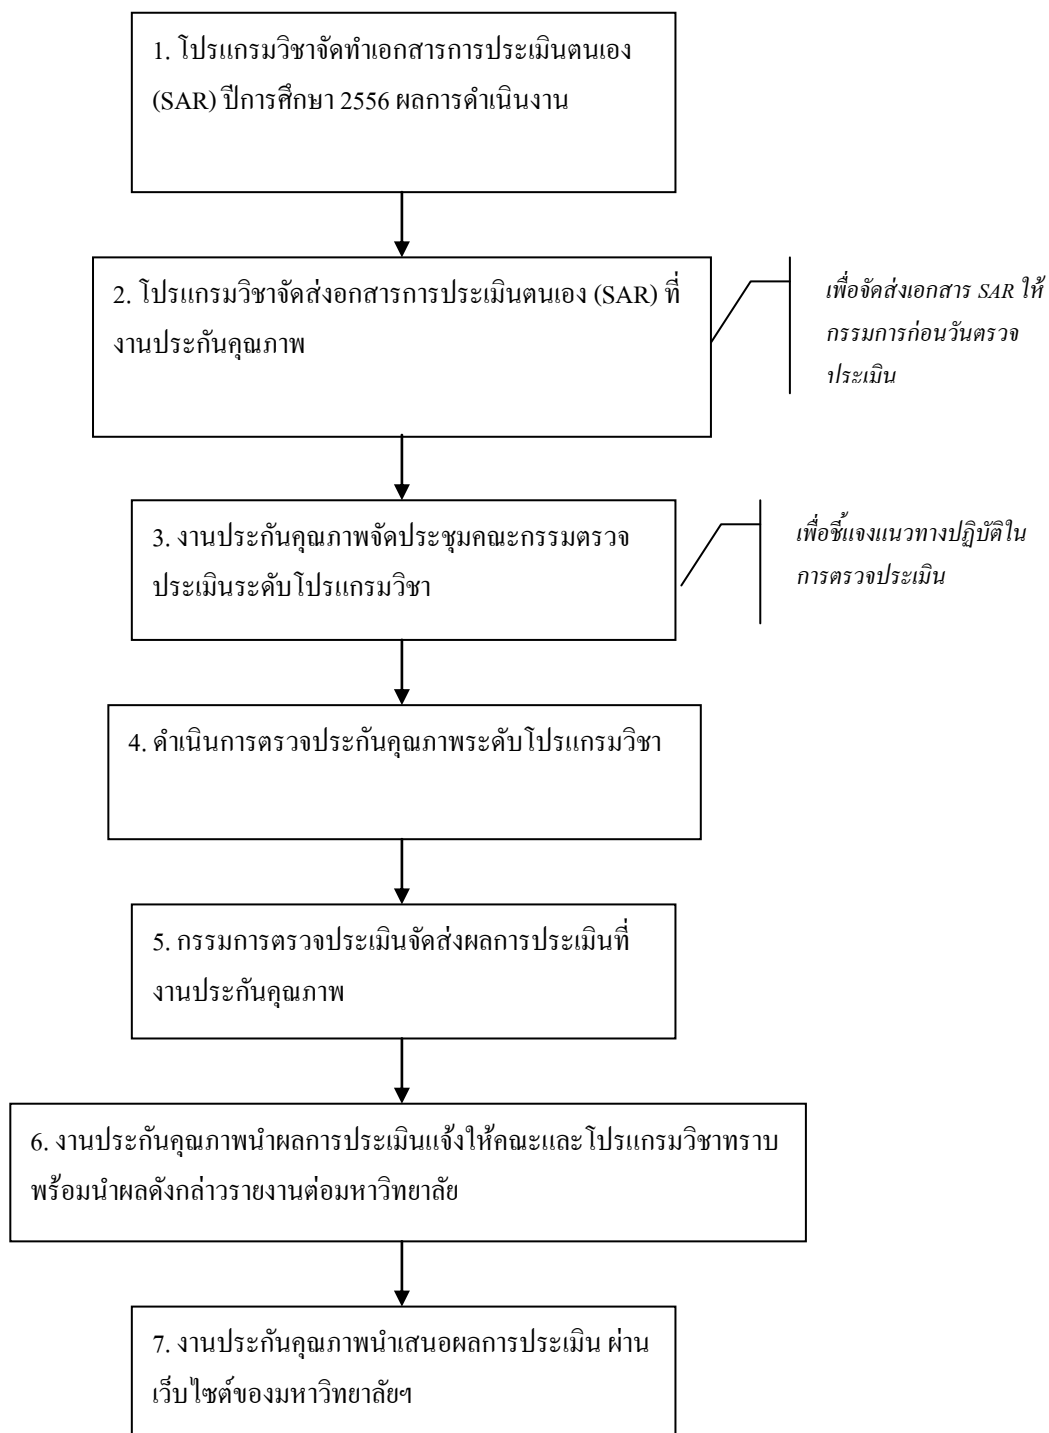 1. โปรแกรมวิชาจัดทำเอกสารการประเมินตนเอง
(SAR) ปีการศึกษา 2556 ผลการดำเนินงาน
2. โปรแกรมวิชาจัดส่งอกสารการประเมินตนเอง (SAR) ที่
งานประกันคุณภาพ
เพื่อจัดส่งเอกสาร SAR ให้
กรรมการก่อนวันตรวจ
ประเมิน
3. งานประกันคุณภาพจัดประชุมคณะกรรมตรวจ
ประเมินระดับโปรแกรมวิชา
เพื่อชี้แจงแนวทางปฏิบัติใน
การตรวจประเมิน
4. ดำเนินการตรวจประกันคุณภาพระดับโปรแกรมวิชา
5. กรรมการตรวจประเมินจัดส่งผลการประเมินที่
งานประกันคุณภาพ
6. งานประกันคุณภาพนำผลการประเมินแจ้งให้คณะและโปรแกรมวิชาทราบ
พร้อมนำผลดังกล่าวรายงานต่อมหาวิทยาลัย
7. งานประกันคุณภาพนำเสนอผลการประเมิน ผ่าน
เว็บไซต์ของมหาวิทยาลัยฯ